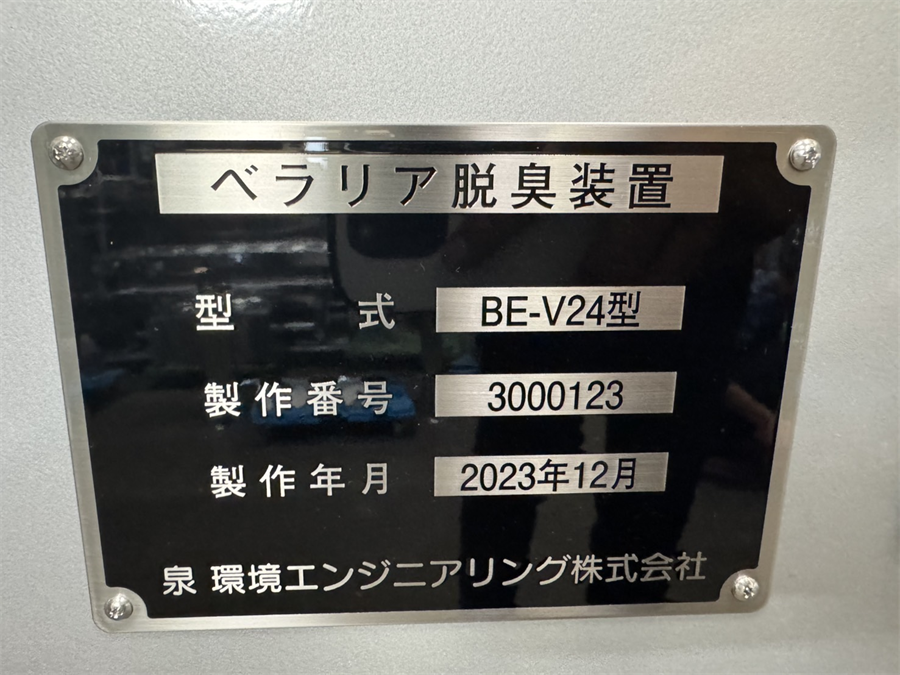 ベラリア脱臭装置
型式 BE-V24型
製作番号 3000123
製作年月 2023年12月
泉 環境エンジニアリング株式会社